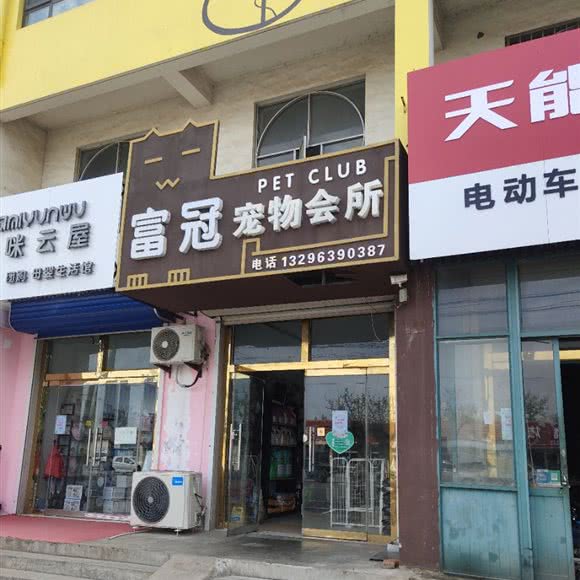 咪云屋
母婴生活馆
PET CLUB
富冠 宠物会所
电话 13296390387
天能
电动车